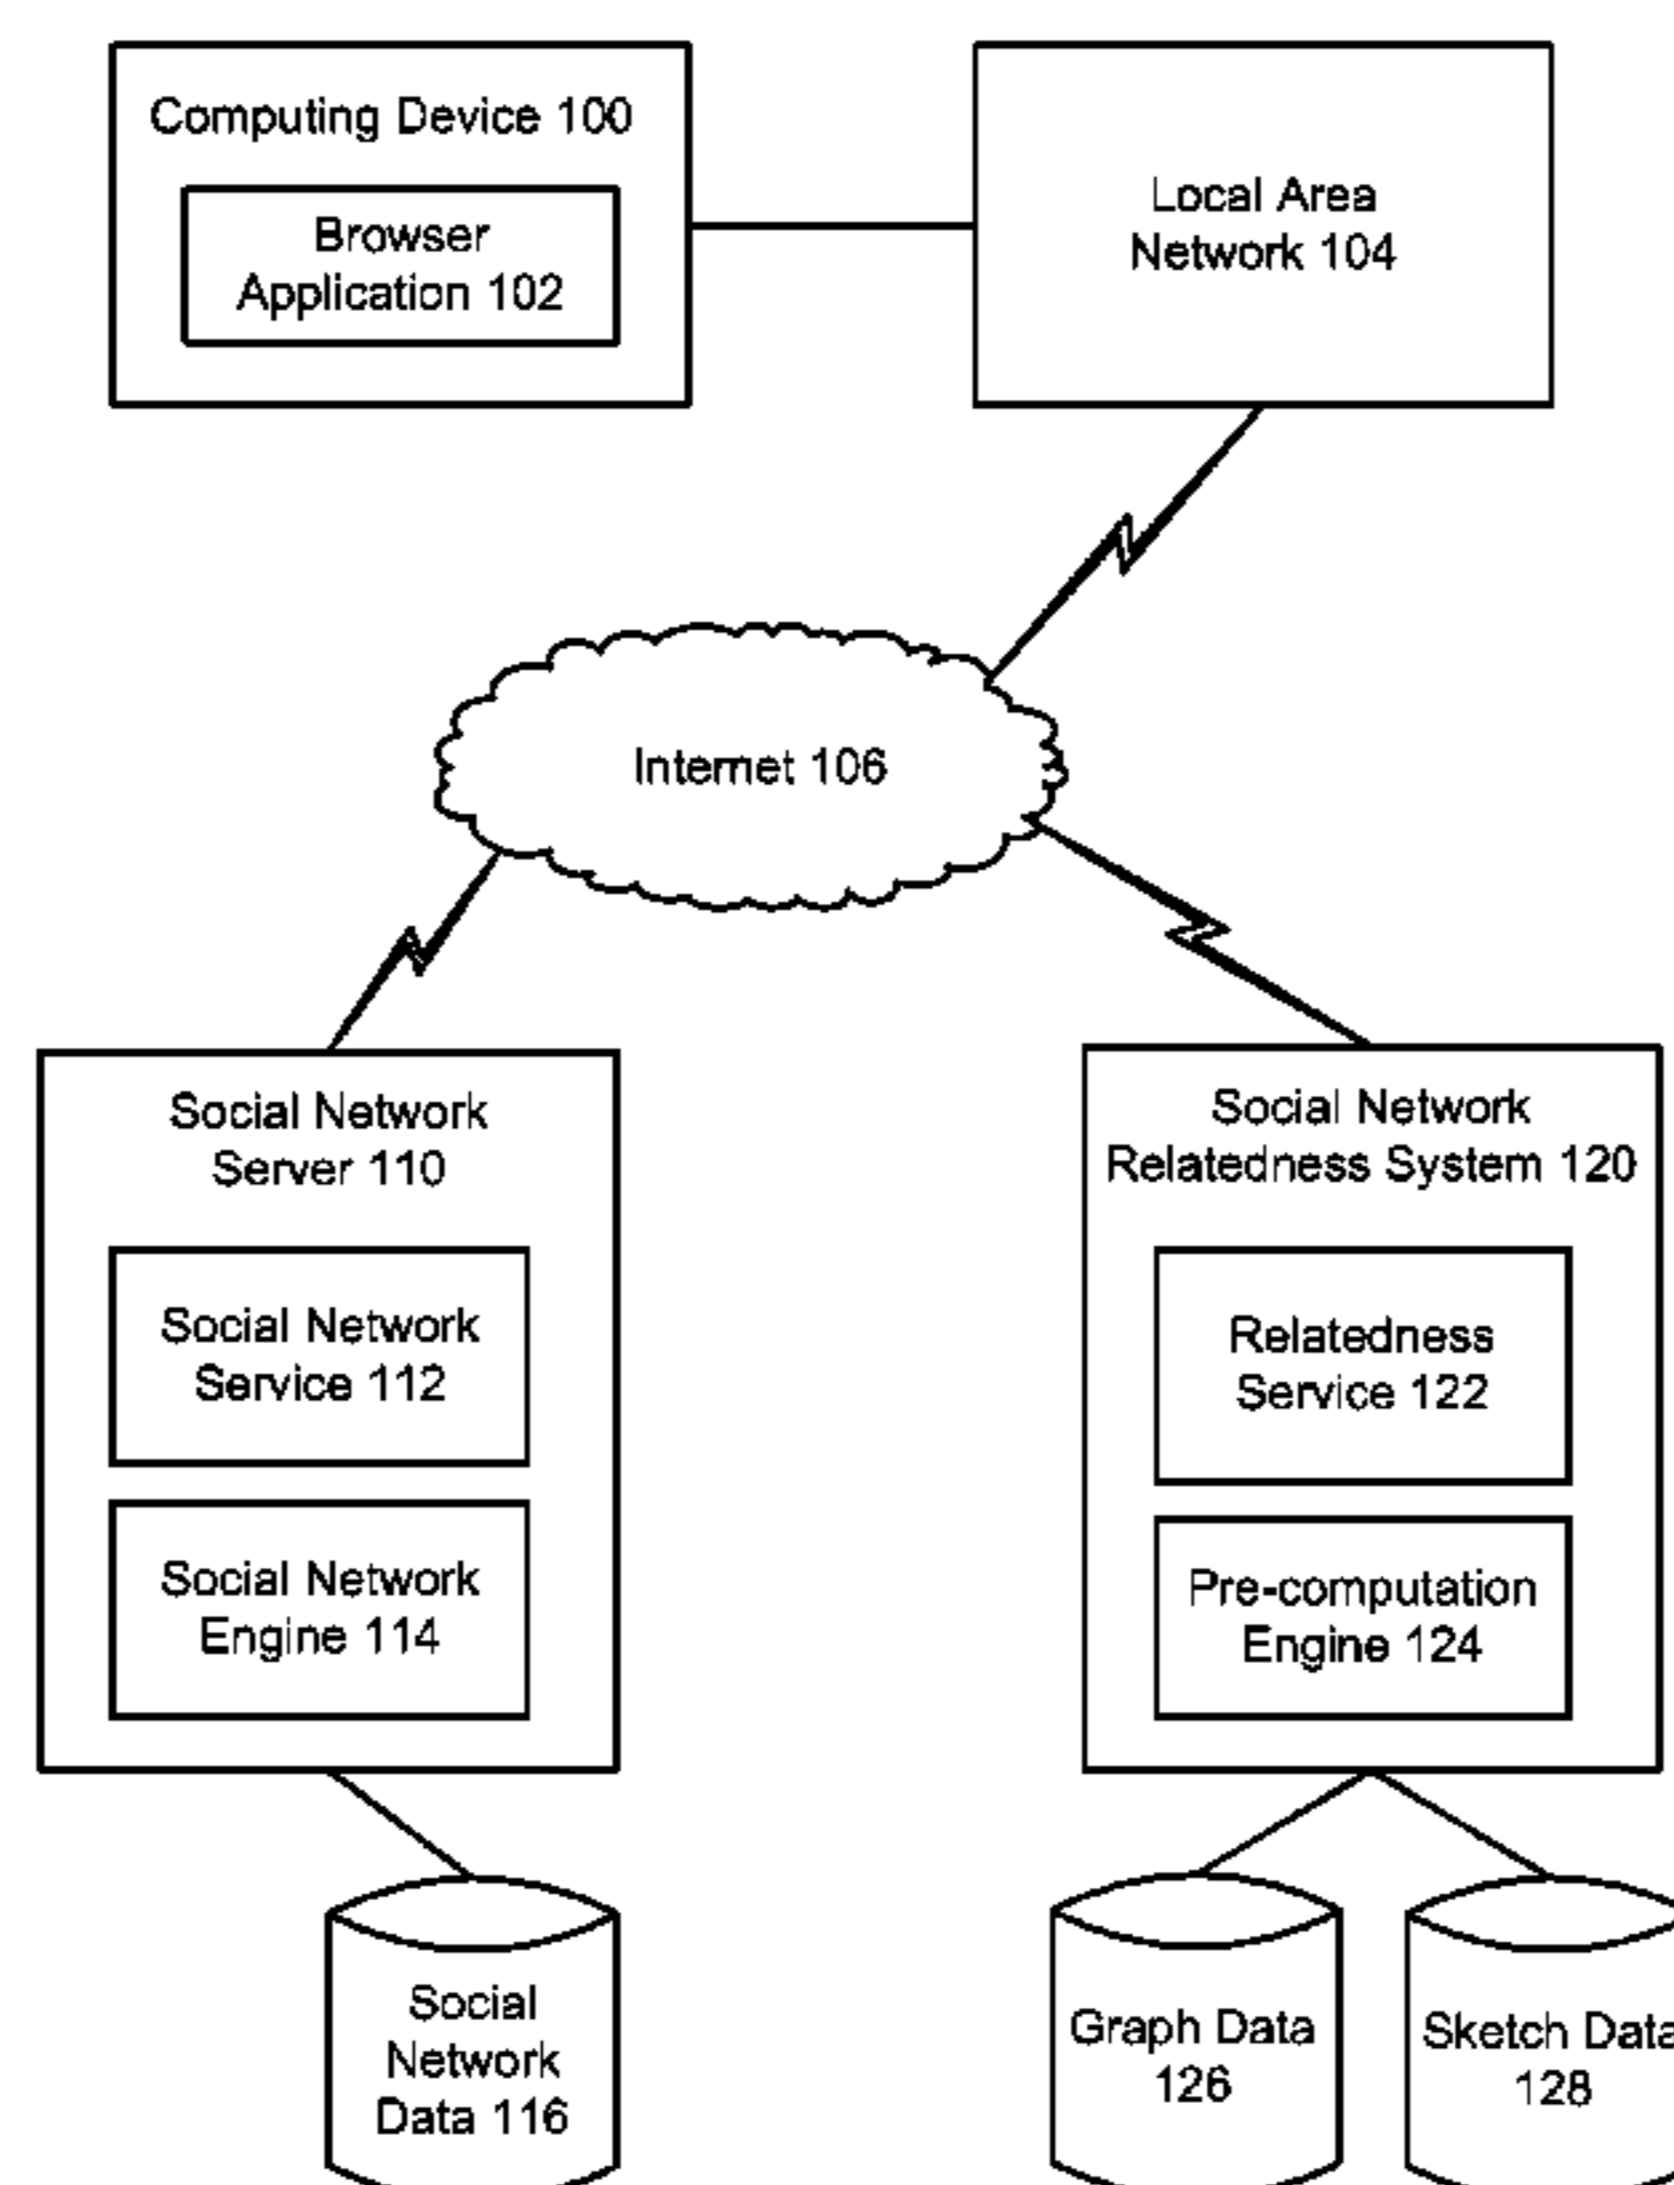 Computing Device 100
Browser
Application 102
Local Area
Network 104
Internet 106
Social Network
Server 110
Social Network
Service 112
Social Network
Engine 114
Social
Network
Data 116
Social Network
Relatedness System 120
Relatedness
Service 122
Pre-computation
Engine 124
Graph Data
126
Sketch Data
128